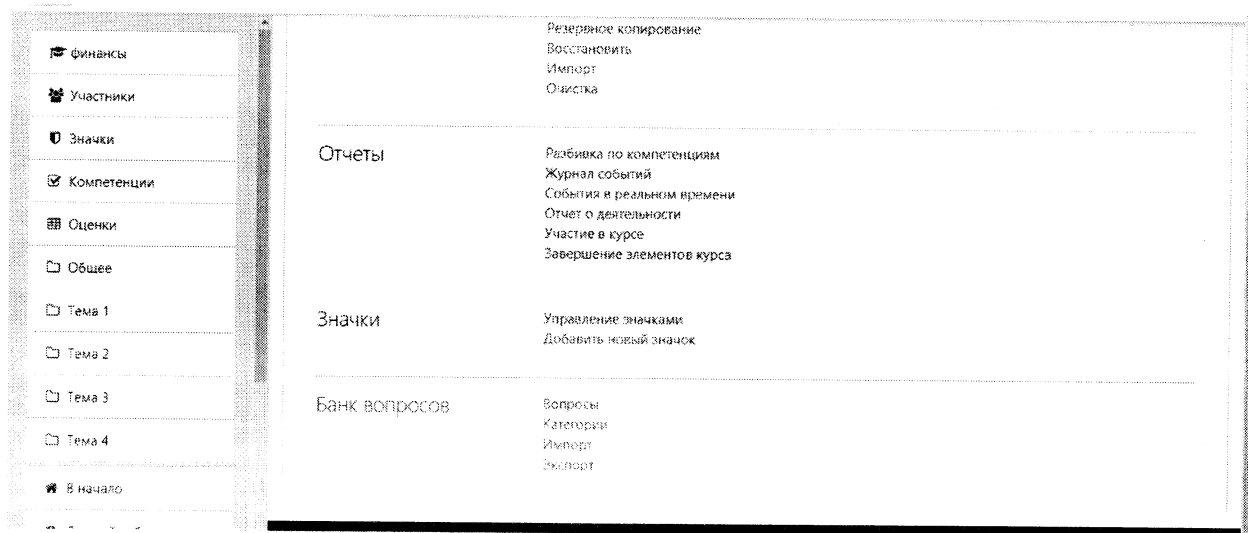 финансы
Участники
Значки
Компетенции
Оценки
Общее
Тема 1
Тема 2
Тема 3
Тема 4
В начало
Резервное копирование
Восстановить
Импорт
Очистка
Отчеты
Разбивка по компетенциям
Журнал событий
События в реальном времени
Отчет о деятельности
Участие в курсе
Завершение элементов курса
Значки
Управление значками
Добавить новый значок
Банк вопросов
Вопросы
Категории
Импорт
Экспорт